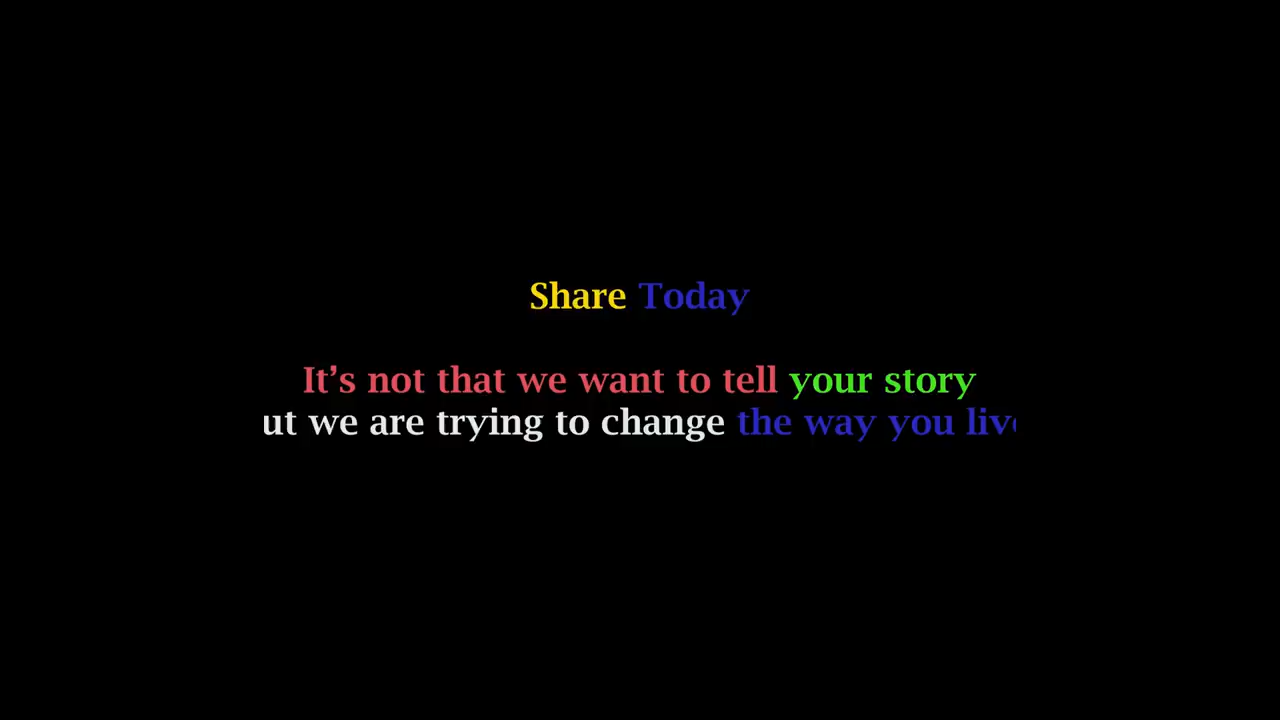 Share Today
It's not that we want to tell your story
ut we are trying to change the way you live